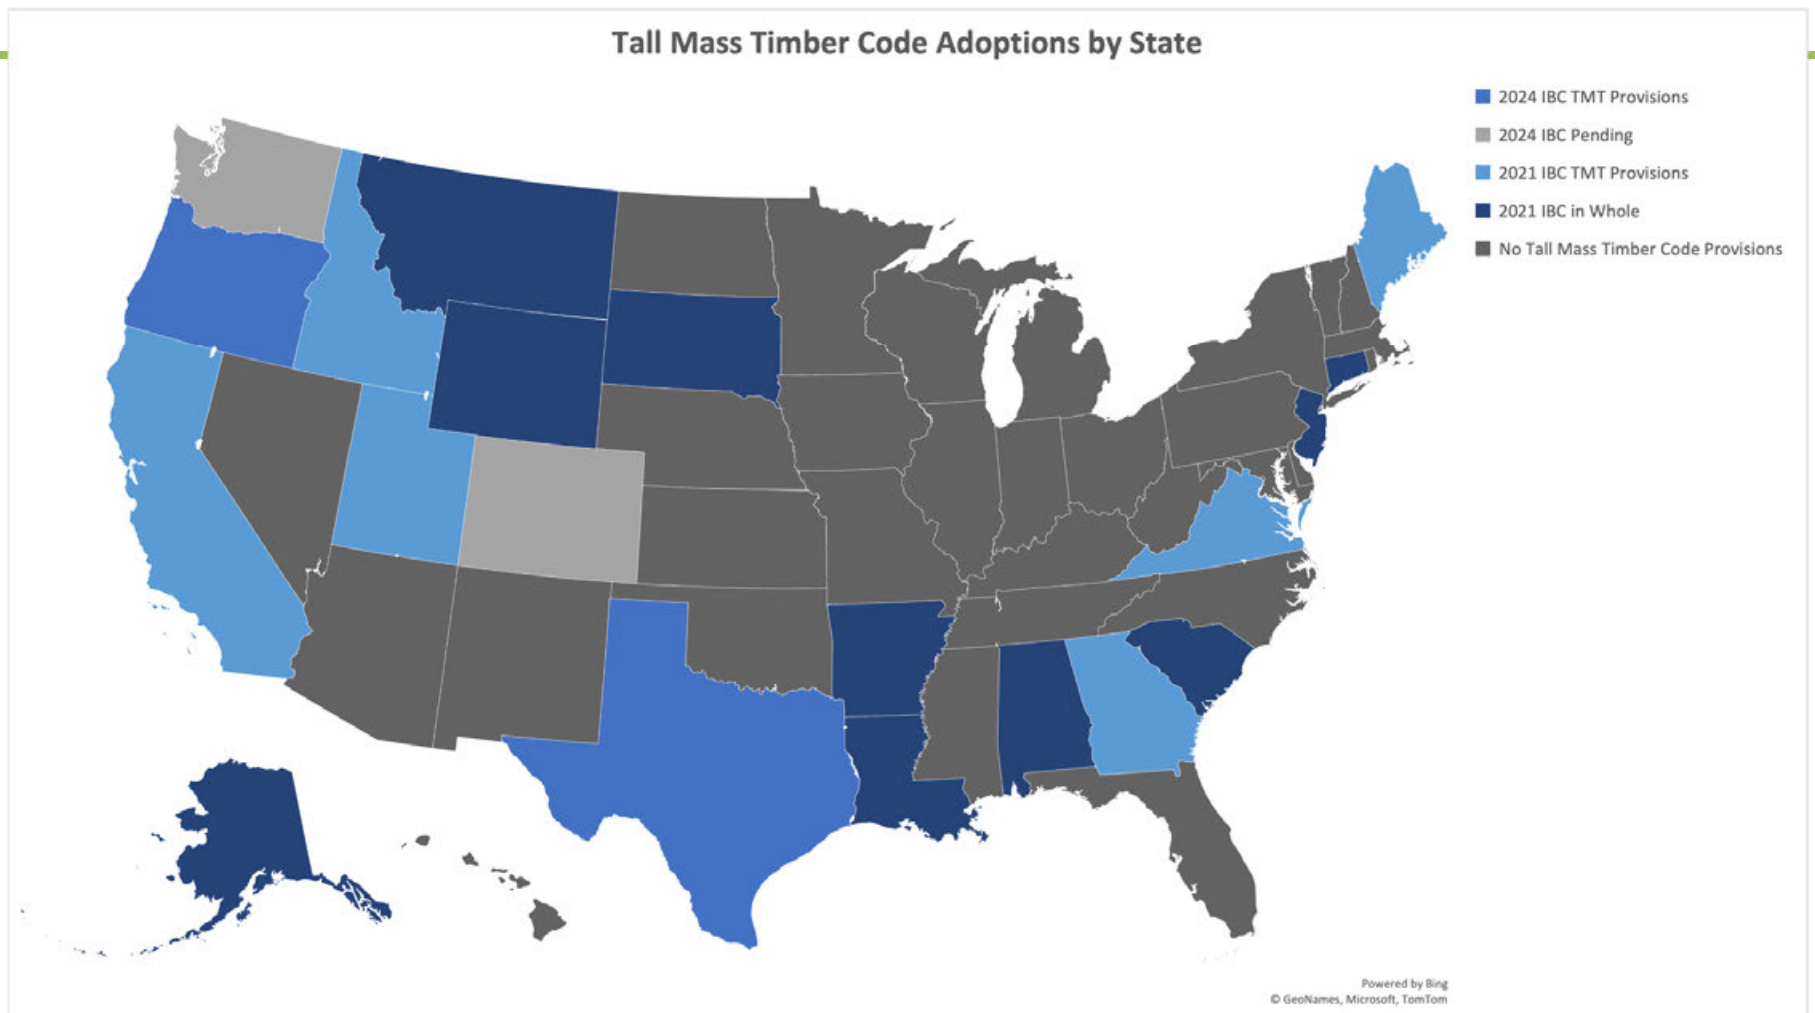 Tall Mass Timber Code Adoptions by State
2024 IBC TMT Provisions
2024 IBC Pending
2021 IBC TMT Provisions
2021 IBC in Whole
No Tall Mass Timber Code Provisions
Powered by Bing
© GeoNames, Microsoft, TomTom